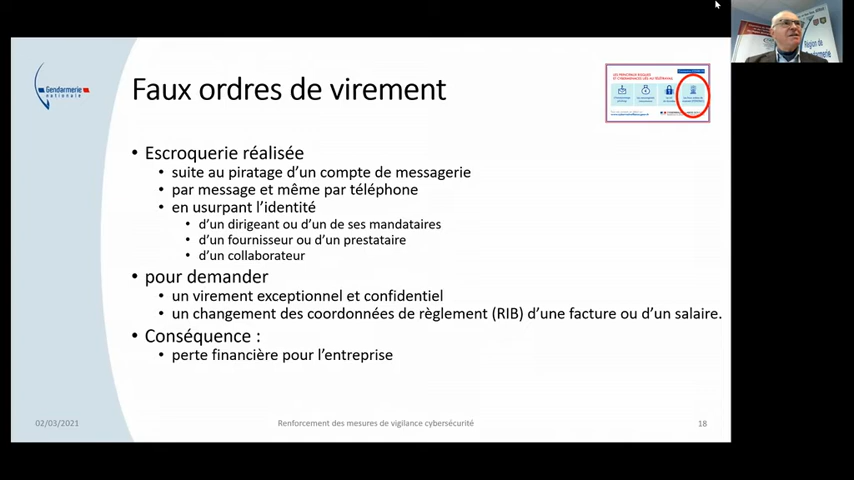 Gendarmerie
nationale
Faux ordres de virement
• Escroquerie réalisée
• suite au piratage d'un compte de messagerie
• par message et même par téléphone
• en usurpant l'identité
• d'un dirigeant ou d'un de ses mandataires
• d'un fournisseur ou d'un prestataire
• d'un collaborateur
• pour demander
• un virement exceptionnel et confidentiel
• un changement des coordonnées de règlement (RIB) d'une facture ou d'un salaire.
• Conséquence :
• perte financière pour l'entreprise
02/03/2021
Renforcement des mesures de vigilance cybersécurité
18
Région de